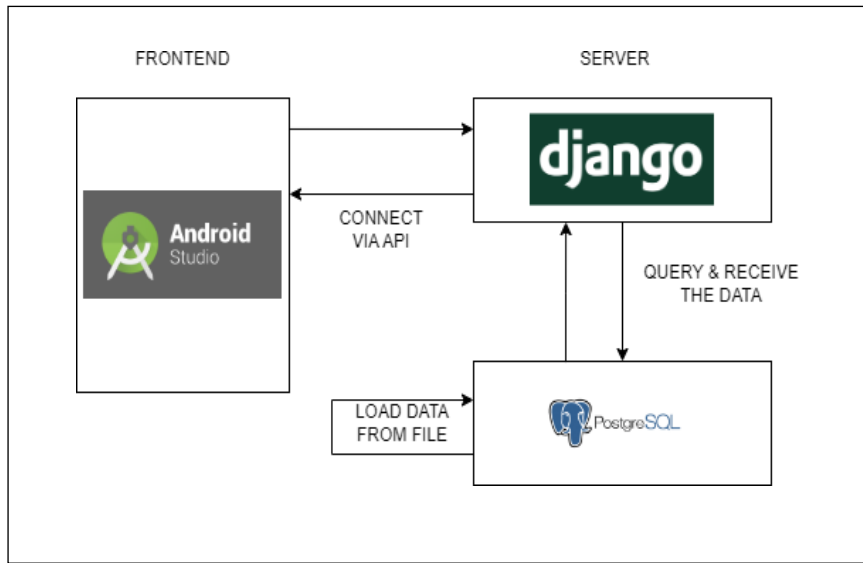 FRONTEND
SERVER
django
Android
Studio
CONNECT
VIA API
QUERY & RECEIVE
THE DATA
LOAD DATA
FROM FILE
PostgreSQL